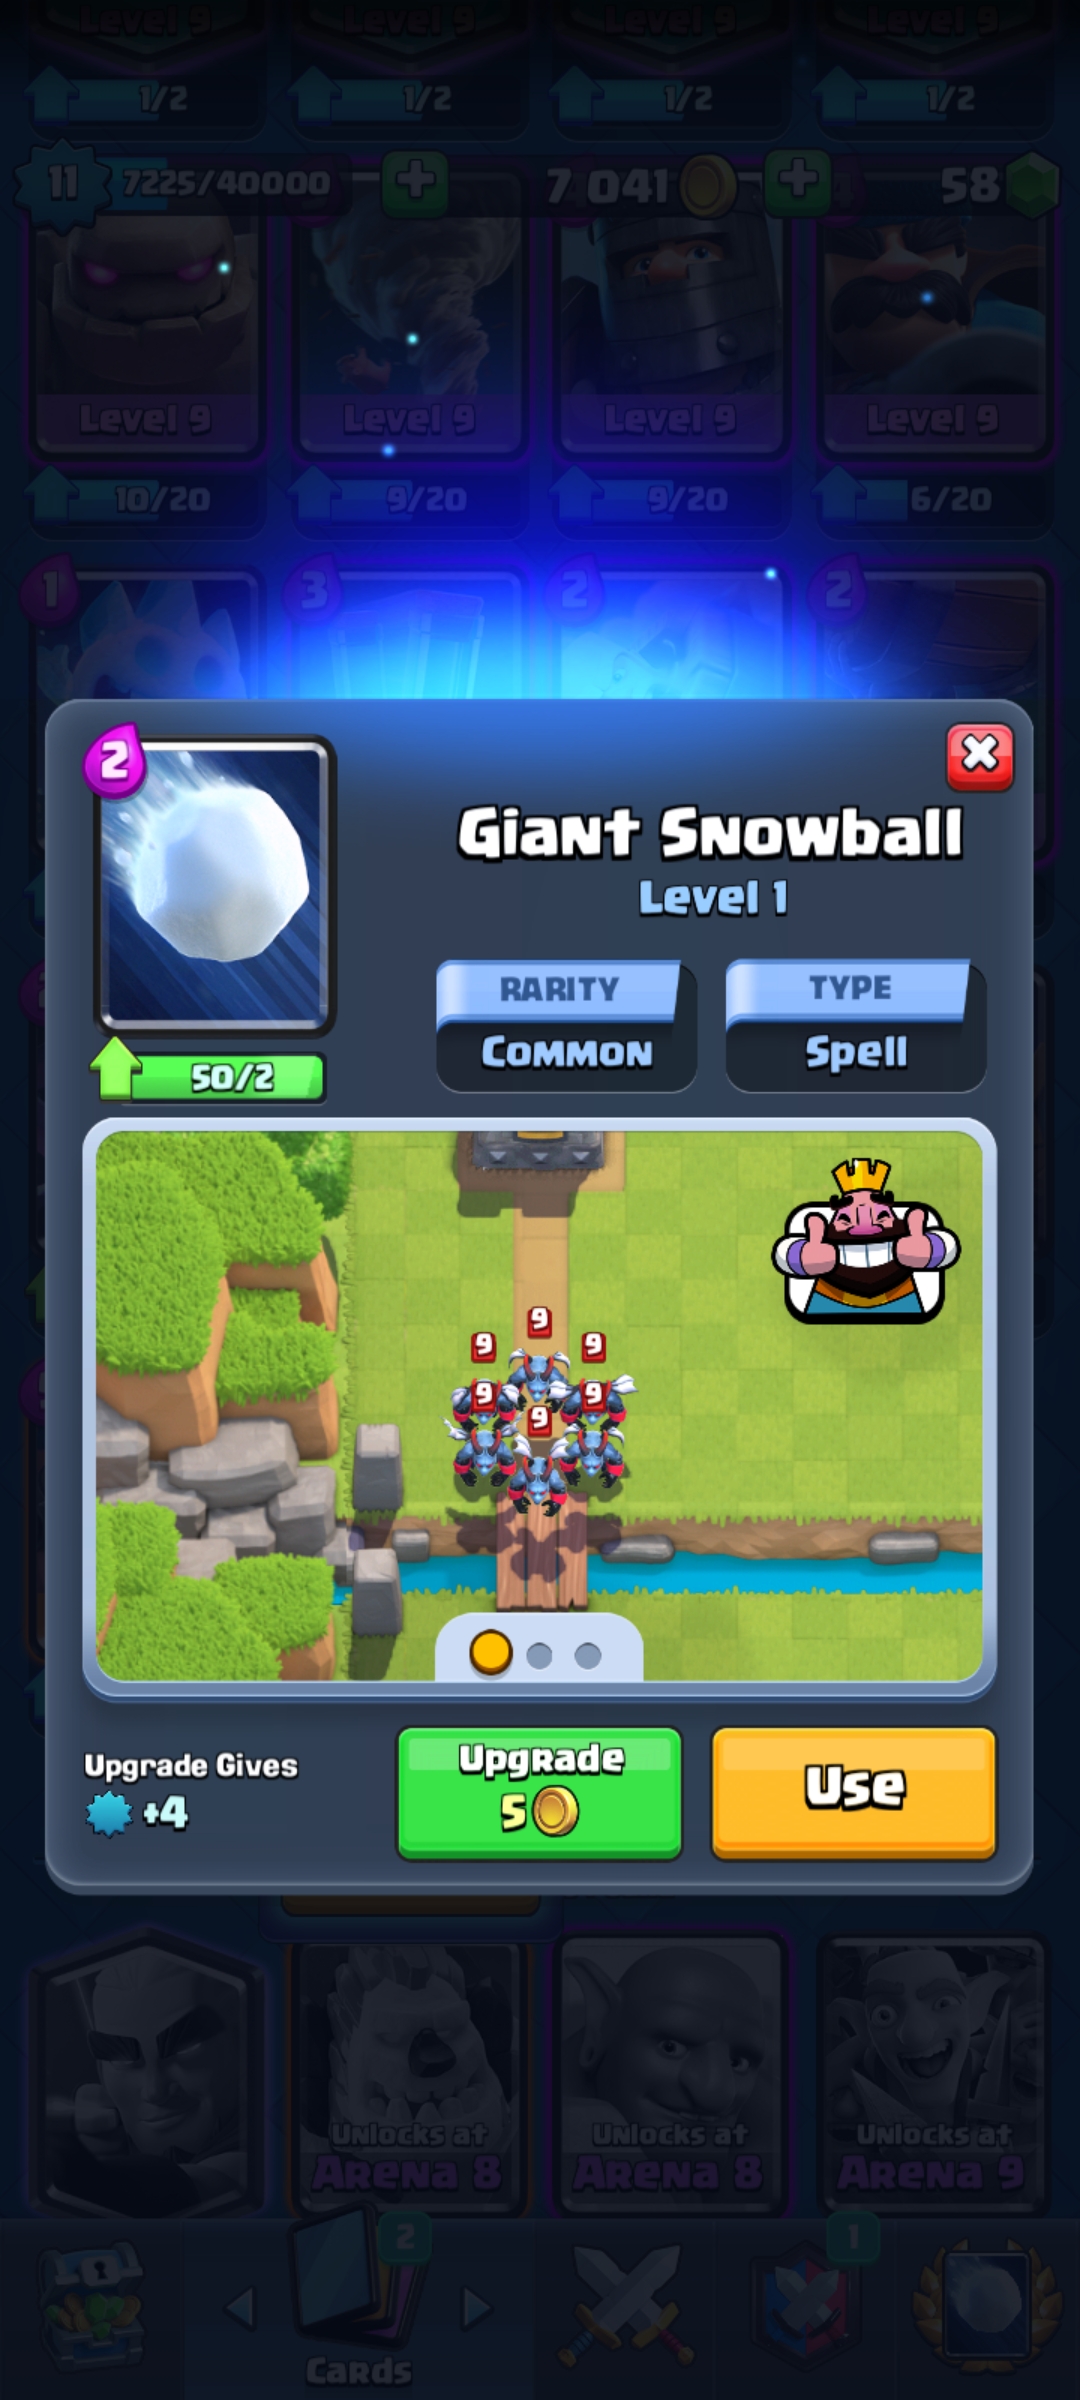 Level 9 Level 9 Level 9 Level 9
1/2 1/2 1/2 1/2
11 7225/40000 7 041 58
Level 9 Level 9 Level 9 Level 9
10/20 9/20 9/20 6/20
1 3 2 2
2
Giant Snowball
Level 1
RARITY TYPE
Common Spell
50/2
9
9 9
9 9
9
Upgrade Gives
+4
Upgrade
5
Use
Unlocks at Unlocks at Unlocks at
Arena 8 Arena 8 Arena 9
2 1
Cards